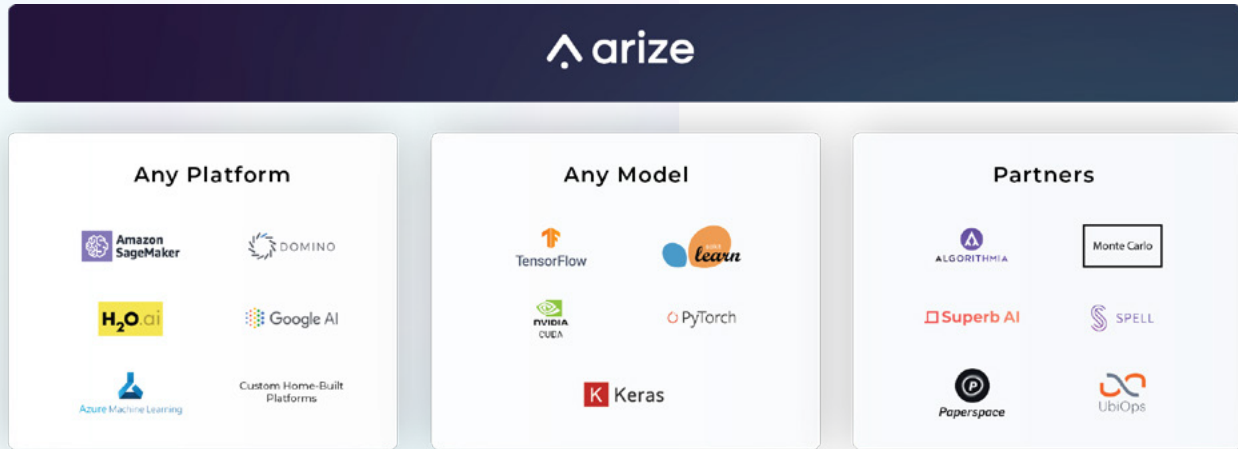 arize
Any Platform
Amazon
SageMaker
DOMINO
H2O.ai
Google AI
Azure Machine Learning
Custom Home-Built
Platforms
Any Model
TensorFlow
scikit
learn
NVIDIA
CUDA
PyTorch
K Keras
Partners
ALGORITHMIA
Monte Carlo
Superb AI
SPELL
P
Paperspace
UbiOps